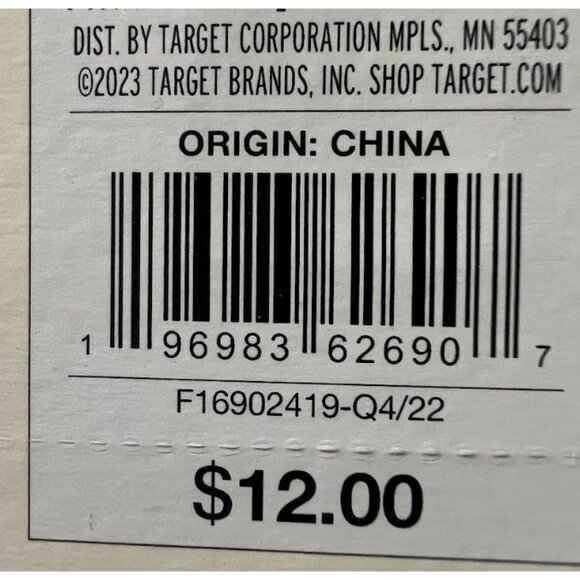 DIST. BY TARGET CORPORATION MPLS., MN 55403
©2023 TARGET BRANDS, INC. SHOP TARGET.COM
ORIGIN: CHINA
1 96983 62690 7
F16902419-Q4/22
$12.00